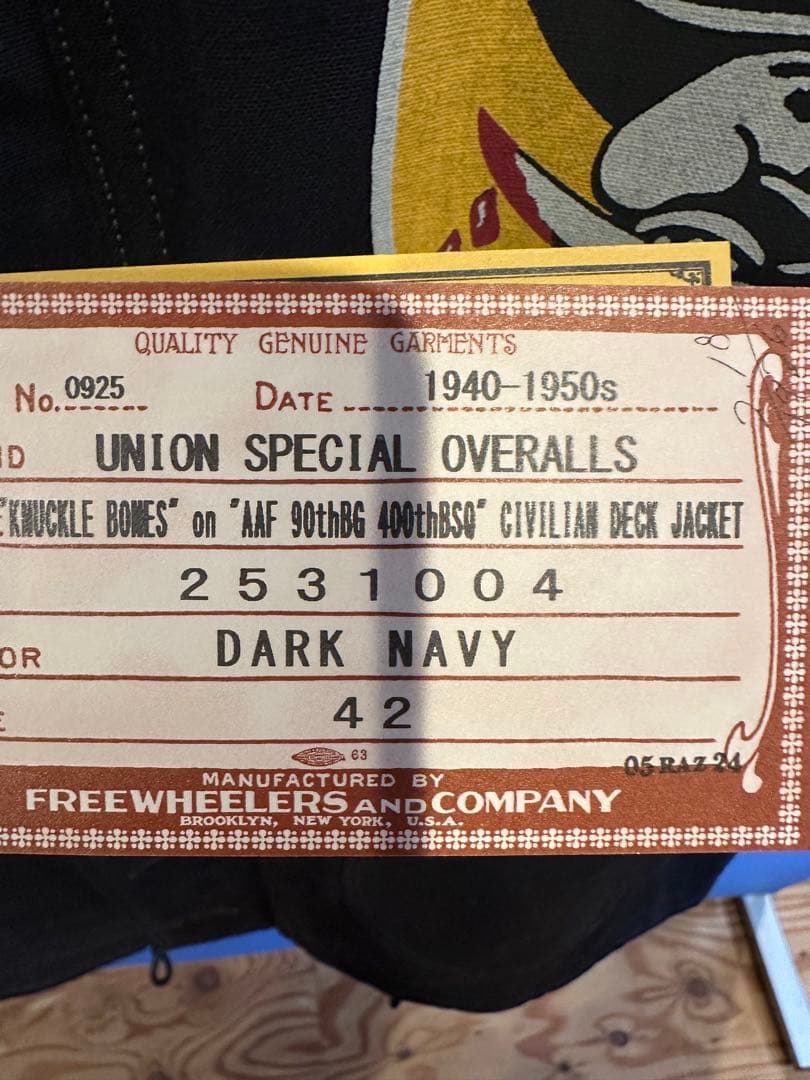 QUALITY GENUINE GARMENTS
No. 0925 DATE 1940-1950s
D UNION SPECIAL OVERALLS
"KNUCKLE BONES" on "AAF 90thBG 400thBSQ" CIVILIAN DECK JACKET
2531004
OR DARK NAVY
E 42
63
05 RAZ 24
MANUFACTURED BY
FREEWHEELERS AND COMPANY
BROOKLYN, NEW YORK, U.S.A.